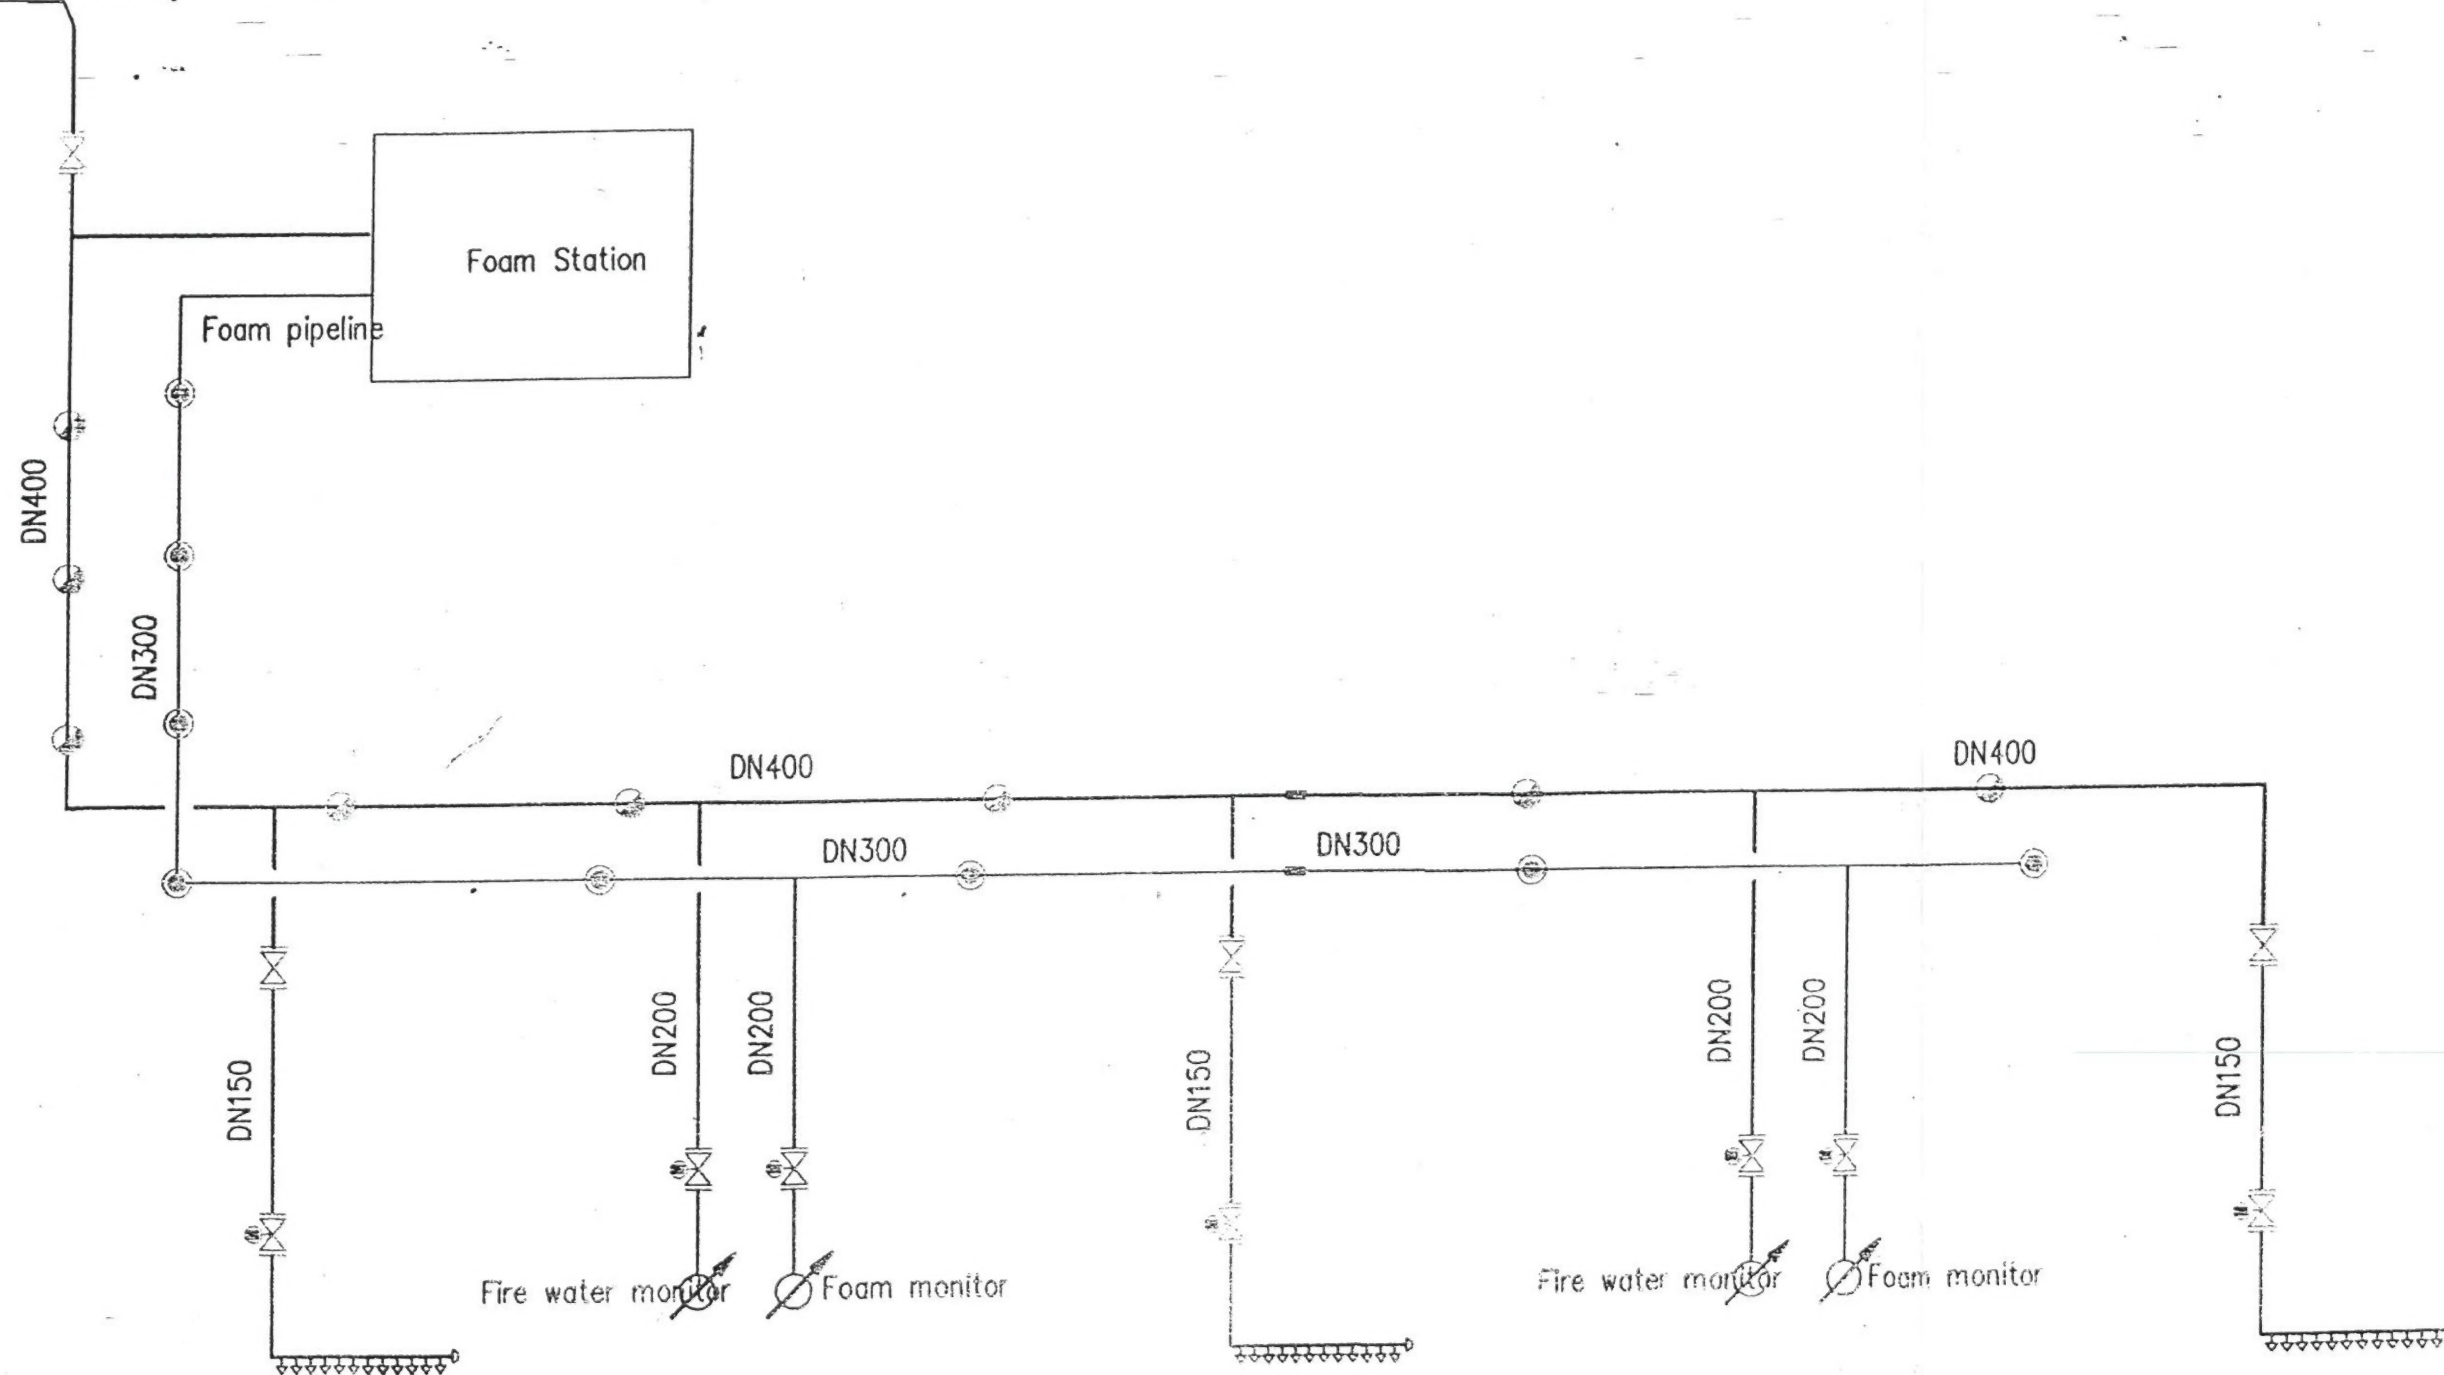 Foam Station
Foam pipeline
DN400
DN300
DN400
DN400
DN300
DN300
DN200
DN200
DN200
DN200
DN150
DN150
DN150
Fire water monitor
Foam monitor
Fire water monitor
Foam monitor